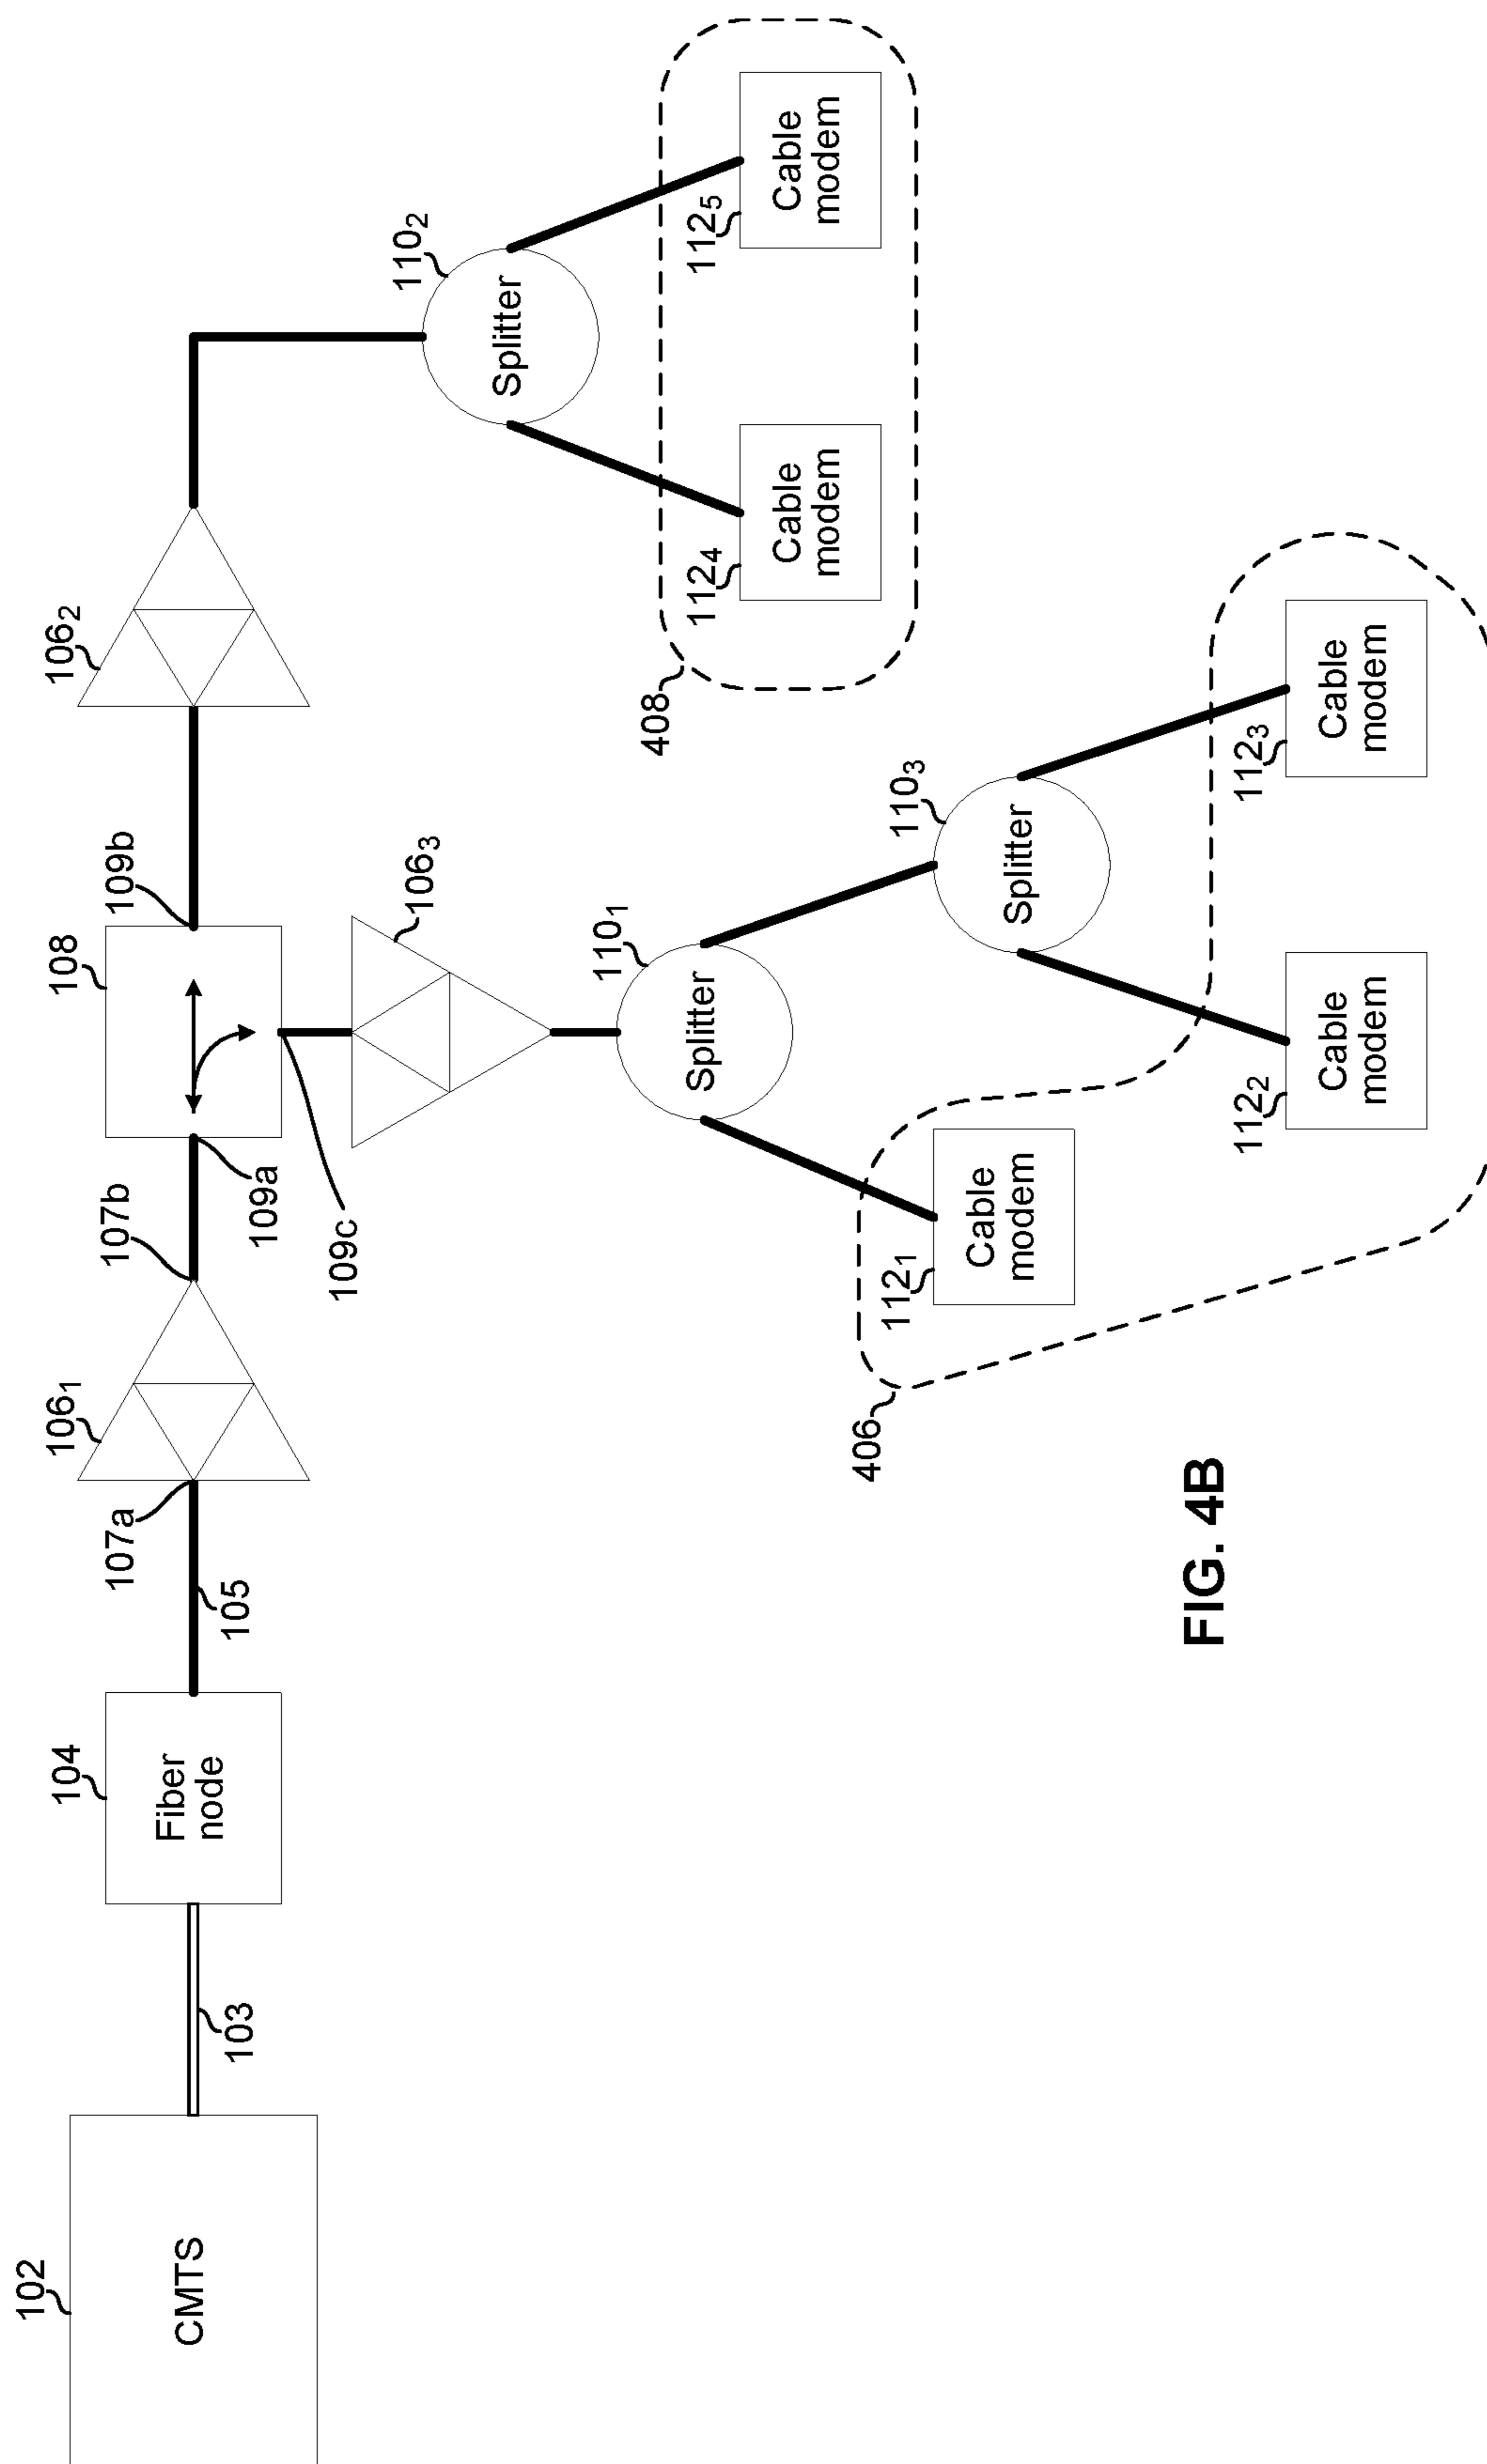 102
CMTS
103
104
Fiber
node
105
107a
106₁
107b
109a
109c
108
109b
106₃
106₂
110₁
Splitter
110₂
Splitter
110₃
Splitter
112₁
Cable
modem
112₂
Cable
modem
112₃
Cable
modem
112₄
Cable
modem
112₅
Cable
modem
406
408
FIG. 4B